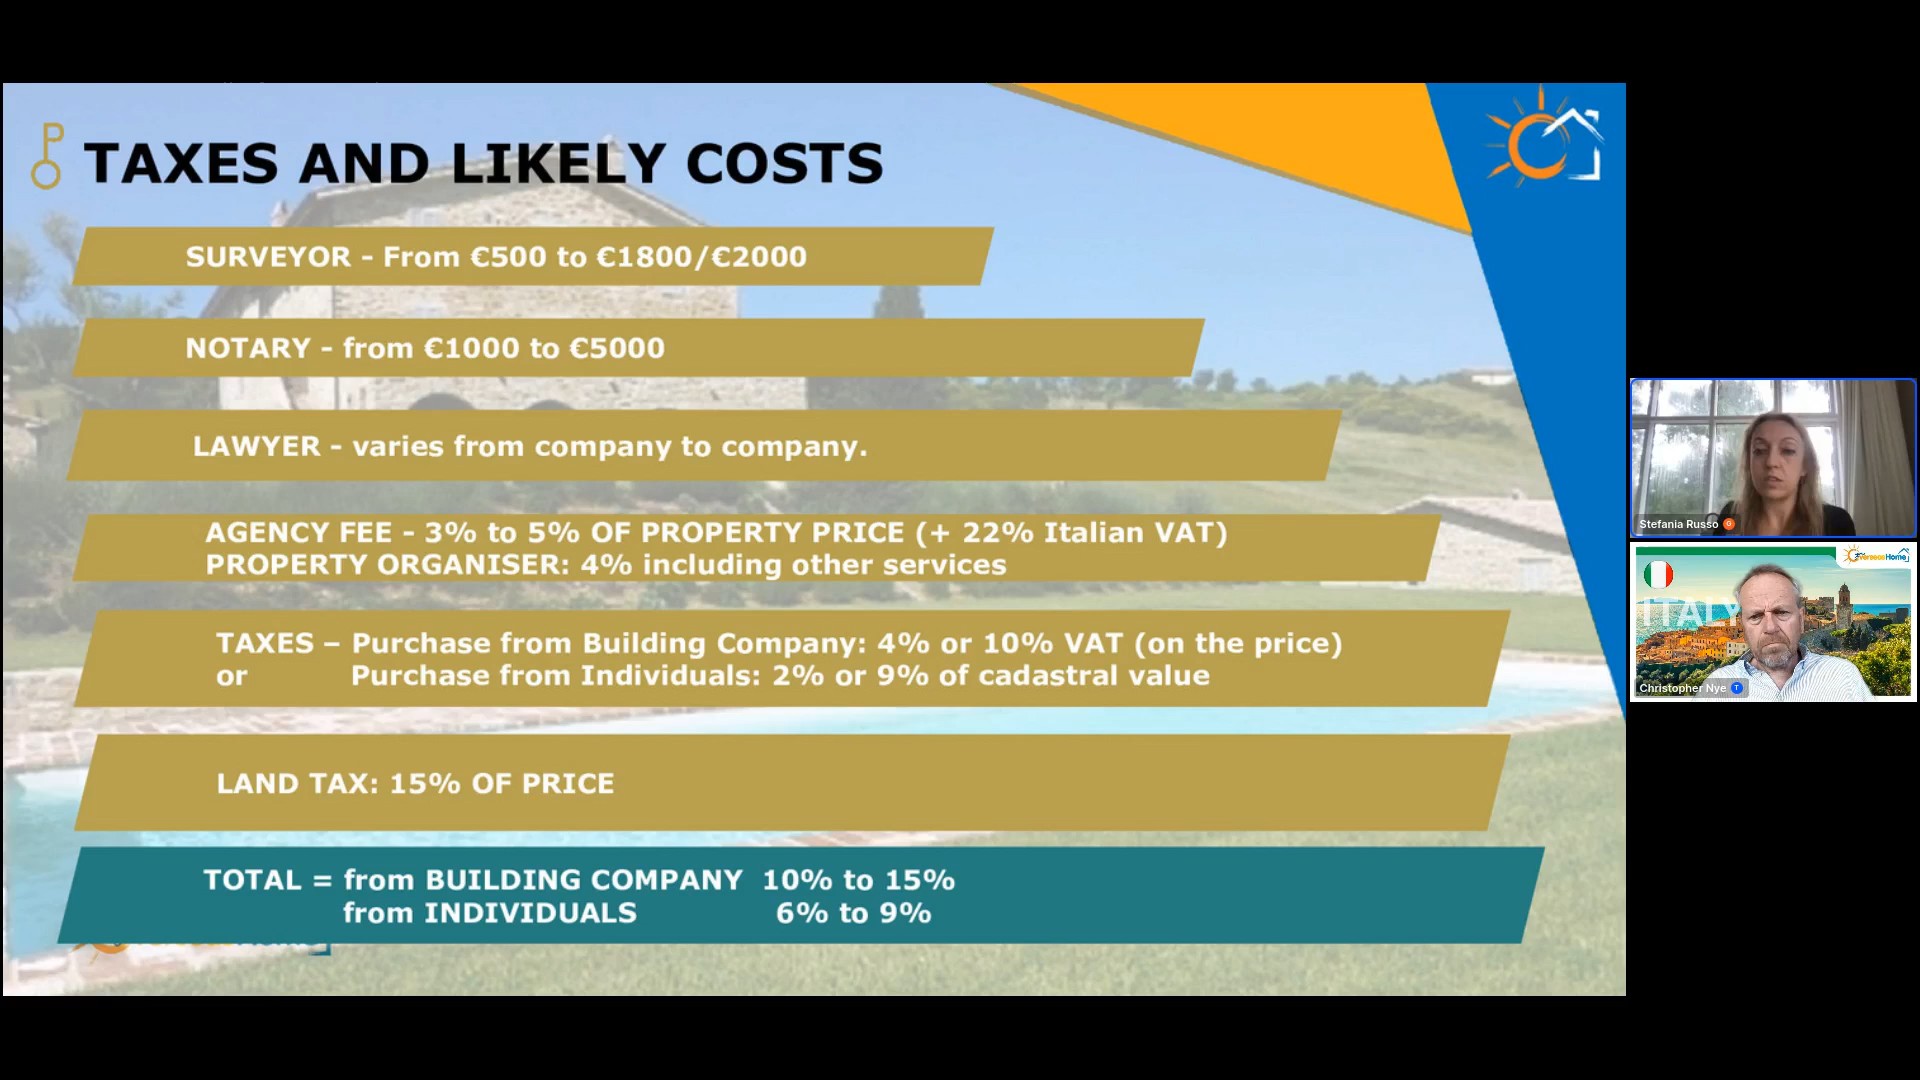 TAXES AND LIKELY COSTS
SURVEYOR - From €500 to €1800/€2000
NOTARY - from €1000 to €5000
LAWYER - varies from company to company.
AGENCY FEE - 3% to 5% OF PROPERTY PRICE (+ 22% Italian VAT)
PROPERTY ORGANISER: 4% including other services
TAXES – Purchase from Building Company: 4% or 10% VAT (on the price)
or Purchase from Individuals: 2% or 9% of cadastral value
LAND TAX: 15% OF PRICE
TOTAL = from BUILDING COMPANY 10% to 15%
from INDIVIDUALS 6% to 9%
Stefania Russo
ITALY
Christopher Nye